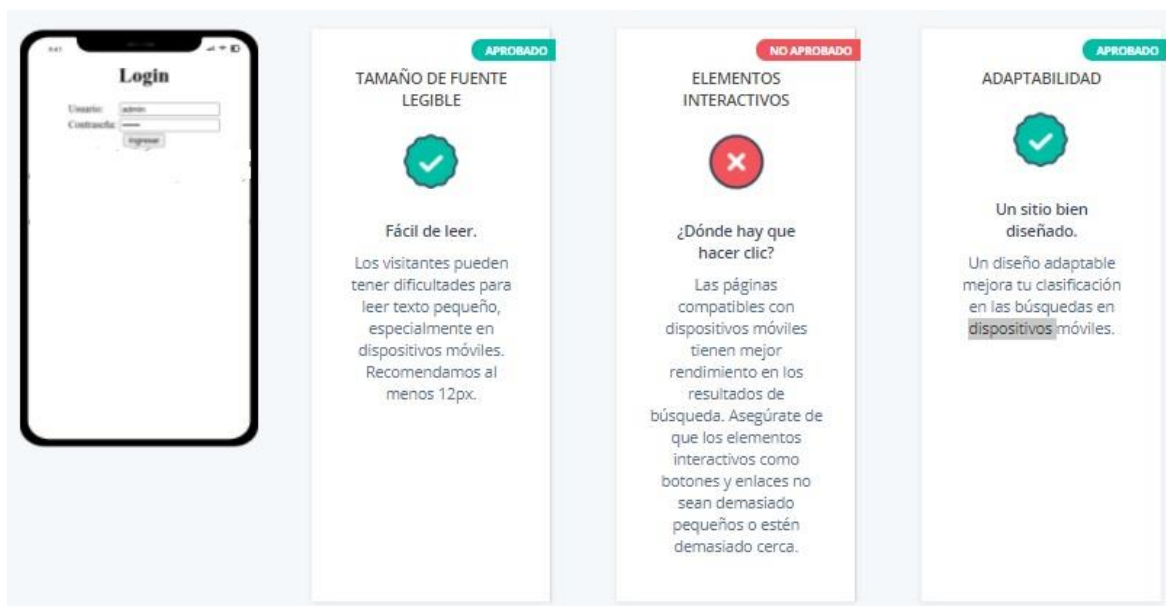 9:41
Login
Usuario: admin
Contraseña:
Ingresar
APROBADO
TAMAÑO DE FUENTE
LEGIBLE
Fácil de leer.
Los visitantes pueden
tener dificultades para
leer texto pequeño,
especialmente en
dispositivos móviles.
Recomendamos al
menos 12px.
NO APROBADO
ELEMENTOS
INTERACTIVOS
¿Dónde hay que
hacer clic?
Las páginas
compatibles con
dispositivos móviles
tienen mejor
rendimiento en los
resultados de
búsqueda. Asegúrate de
que los elementos
interactivos como
botones y enlaces no
sean demasiado
pequeños o estén
demasiado cerca.
APROBADO
ADAPTABILIDAD
Un sitio bien
diseñado.
Un diseño adaptable
mejora tu clasificación
en las búsquedas en
dispositivos móviles.